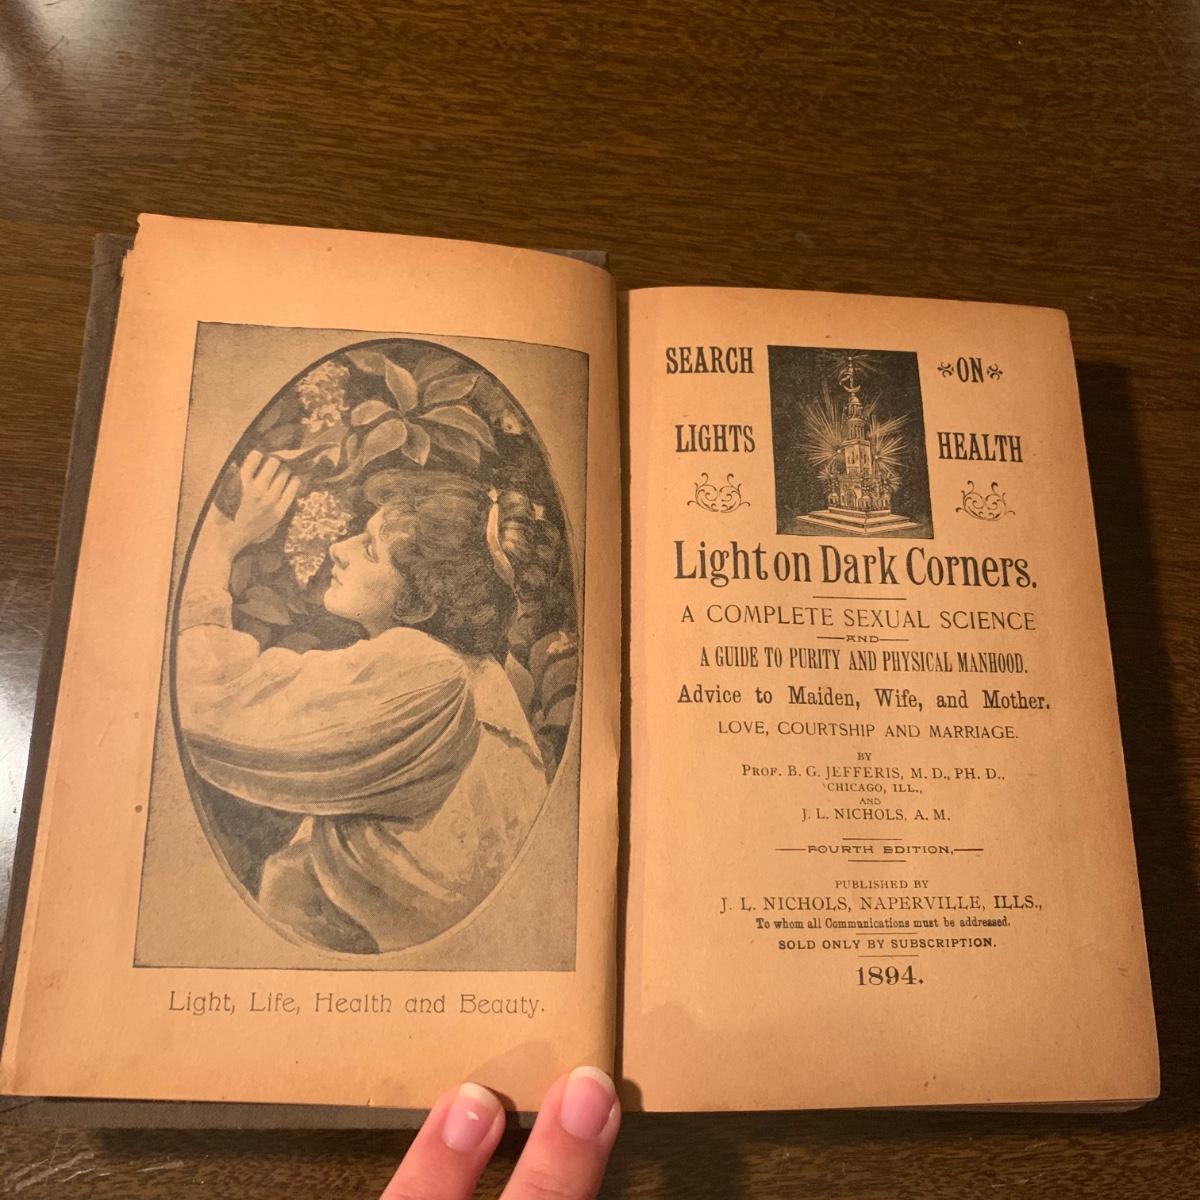 Light, Life, Health and Beauty.
SEARCH ON
LIGHTS HEALTH
Light on Dark Corners.
A COMPLETE SEXUAL SCIENCE
AND
A GUIDE TO PURITY AND PHYSICAL MANHOOD.
Advice to Maiden, Wife, and Mother.
LOVE, COURTSHIP AND MARRIAGE.
BY
PROF. B. G. JEFFERIS, M. D., PH. D.,
CHICAGO, ILL.,
AND
J. L. NICHOLS, A. M.
FOURTH EDITION,
PUBLISHED BY
J. L. NICHOLS, NAPERVILLE, ILLS.,
To whom all Communications must be addressed.
SOLD ONLY BY SUBSCRIPTION.
1894.